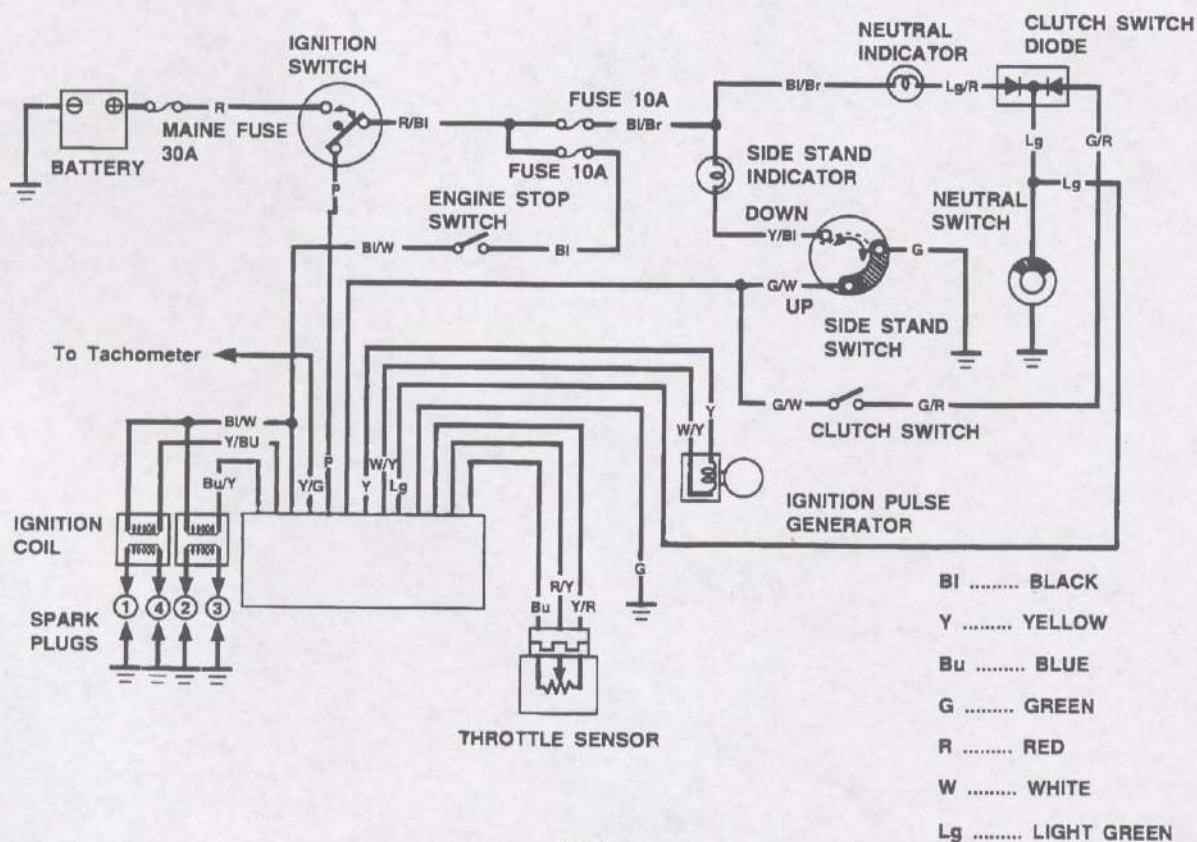 IGNITION
SWITCH
NEUTRAL
INDICATOR
CLUTCH SWITCH
DIODE
R
MAINE FUSE
30A
BATTERY
R/Bl
FUSE 10A
Bl/Br
FUSE 10A
Bl/Br
Lg/R
Lg
G/R
Lg
P
ENGINE STOP
SWITCH
Bl/W
Bl
SIDE STAND
INDICATOR
DOWN
Y/Bl
G
G/W
UP
SIDE STAND
SWITCH
NEUTRAL
SWITCH
To Tachometer
Bl/W
Y/BU
Bu/Y
Y/G
P
Y
W/Y
Lg
W/Y
Y
G/W
G/R
CLUTCH SWITCH
IGNITION PULSE
GENERATOR
IGNITION
COIL
1
4
2
3
SPARK
PLUGS
Bu
R/Y
Y/R
G
THROTTLE SENSOR
Bl ......... BLACK
Y ......... YELLOW
Bu ......... BLUE
G ......... GREEN
R ......... RED
W ......... WHITE
Lg ......... LIGHT GREEN